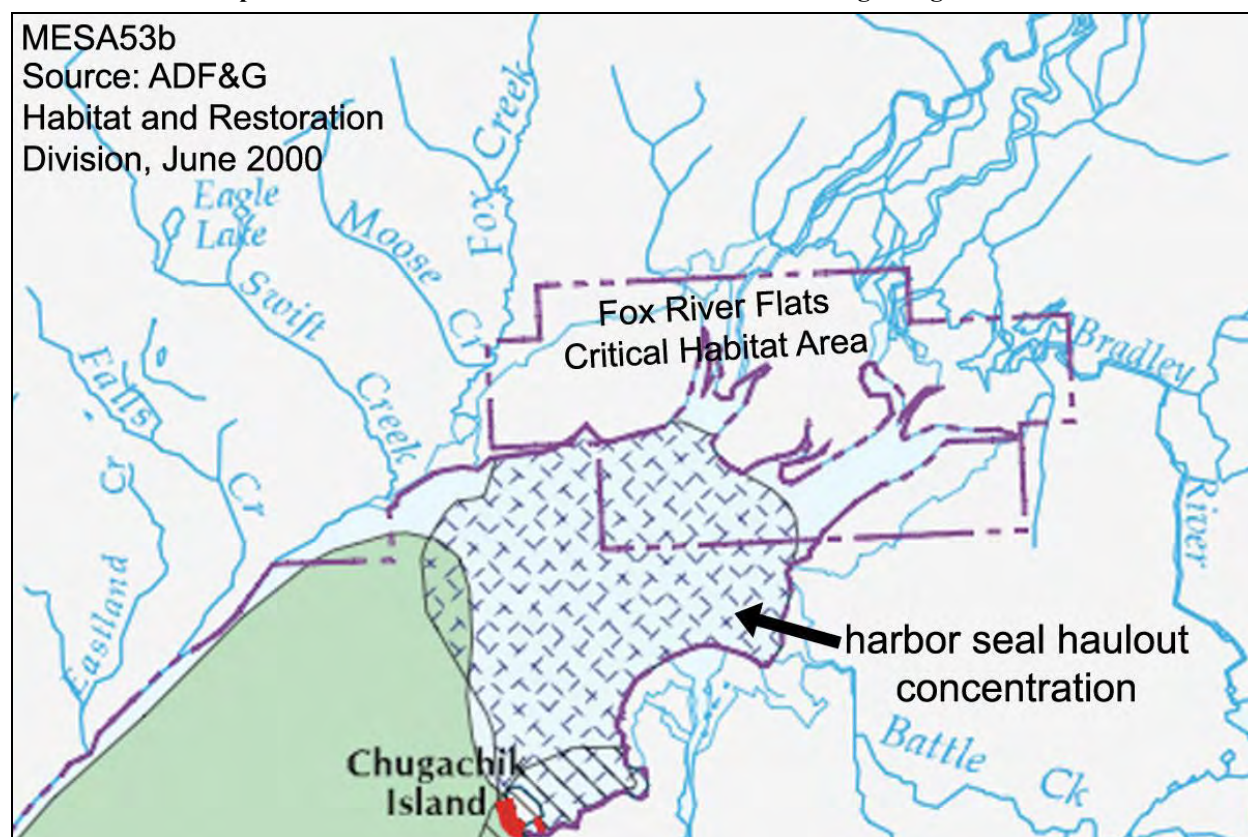 MESA53b
Source: ADF&G
Habitat and Restoration
Division, June 2000
Eagle
Lake
Fox Creek
Moose Cr
Swift Creek
Falls Cr
Eastland Cr
Fox River Flats
Critical Habitat Area
Bradley River
harbor seal haulout
concentration
Battle Ck
Chugachik
Island